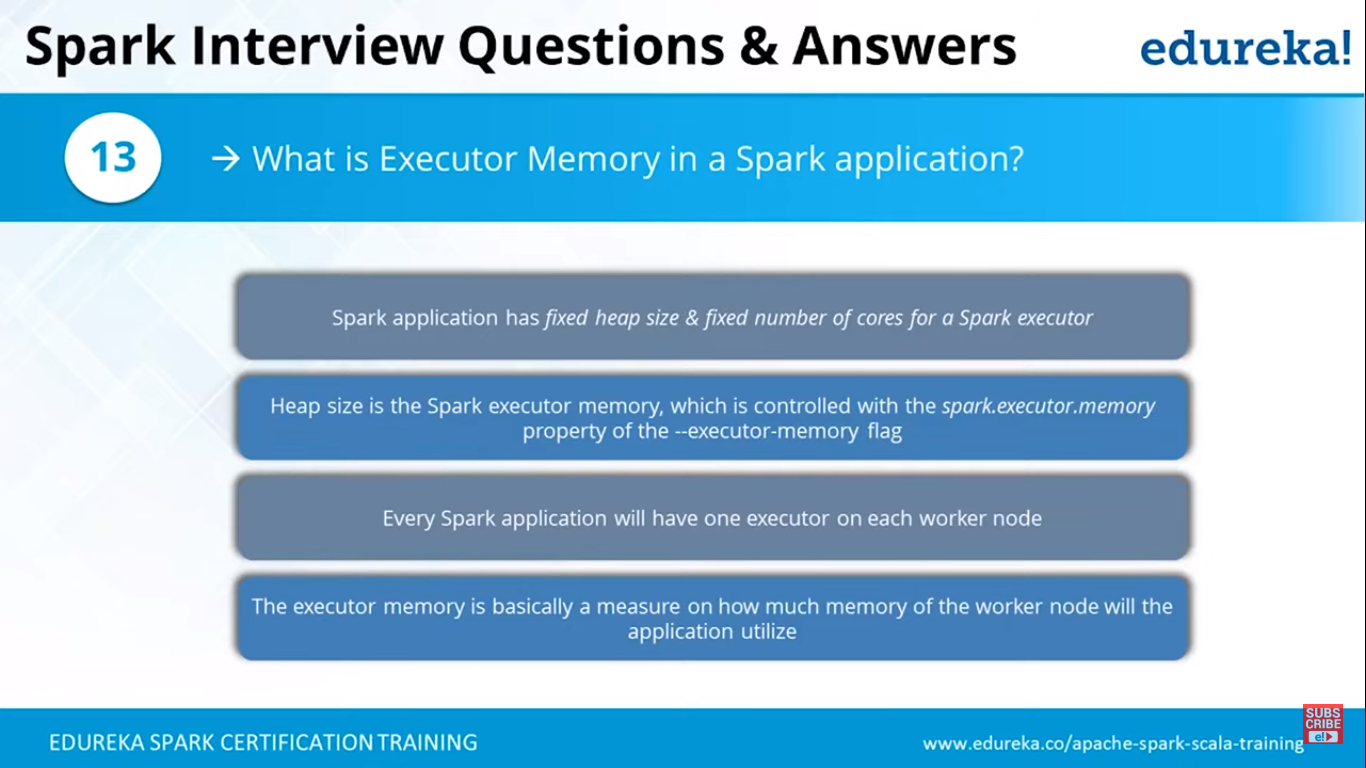 Spark Interview Questions & Answers
edureka!
13
→ What is Executor Memory in a Spark application?
Spark application has fixed heap size & fixed number of cores for a Spark executor
Heap size is the Spark executor memory, which is controlled with the spark.executor.memory
property of the --executor-memory flag
Every Spark application will have one executor on each worker node
The executor memory is basically a measure on how much memory of the worker node will the
application utilize
EDUREKA SPARK CERTIFICATION TRAINING
www.edureka.co/apache-spark-scala-training
SUBS
CRIBE
e!